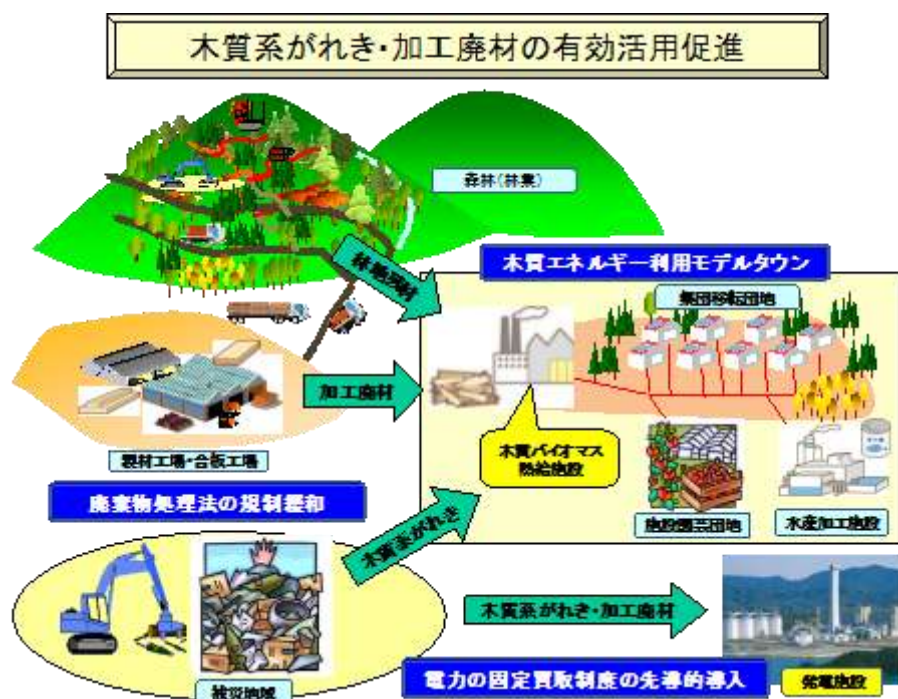 木質系がれき・加工廃材の有効活用促進
森林(林業)
林地残材
木質エネルギー利用モデルタウン
集団移転団地
加工廃材
製材工場・合板工場
木質バイオマス
熱供給施設
廃棄物処理法の規制緩和
木質系がれき
施設園芸団地
水産加工施設
木質系がれき・加工廃材
被災地域
電力の固定買取制度の先導的導入
発電施設